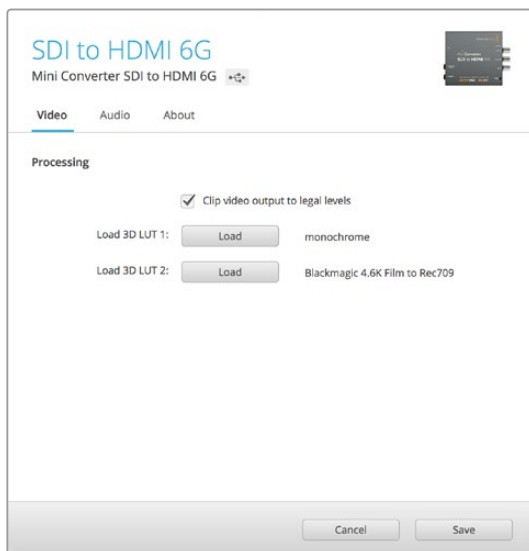 SDI to HDMI 6G
Mini Converter SDI to HDMI 6G
Video Audio About
Processing
Clip video output to legal levels
Load 3D LUT 1: Load monochrome
Load 3D LUT 2: Load Blackmagic 4.6K Film to Rec709
Cancel Save